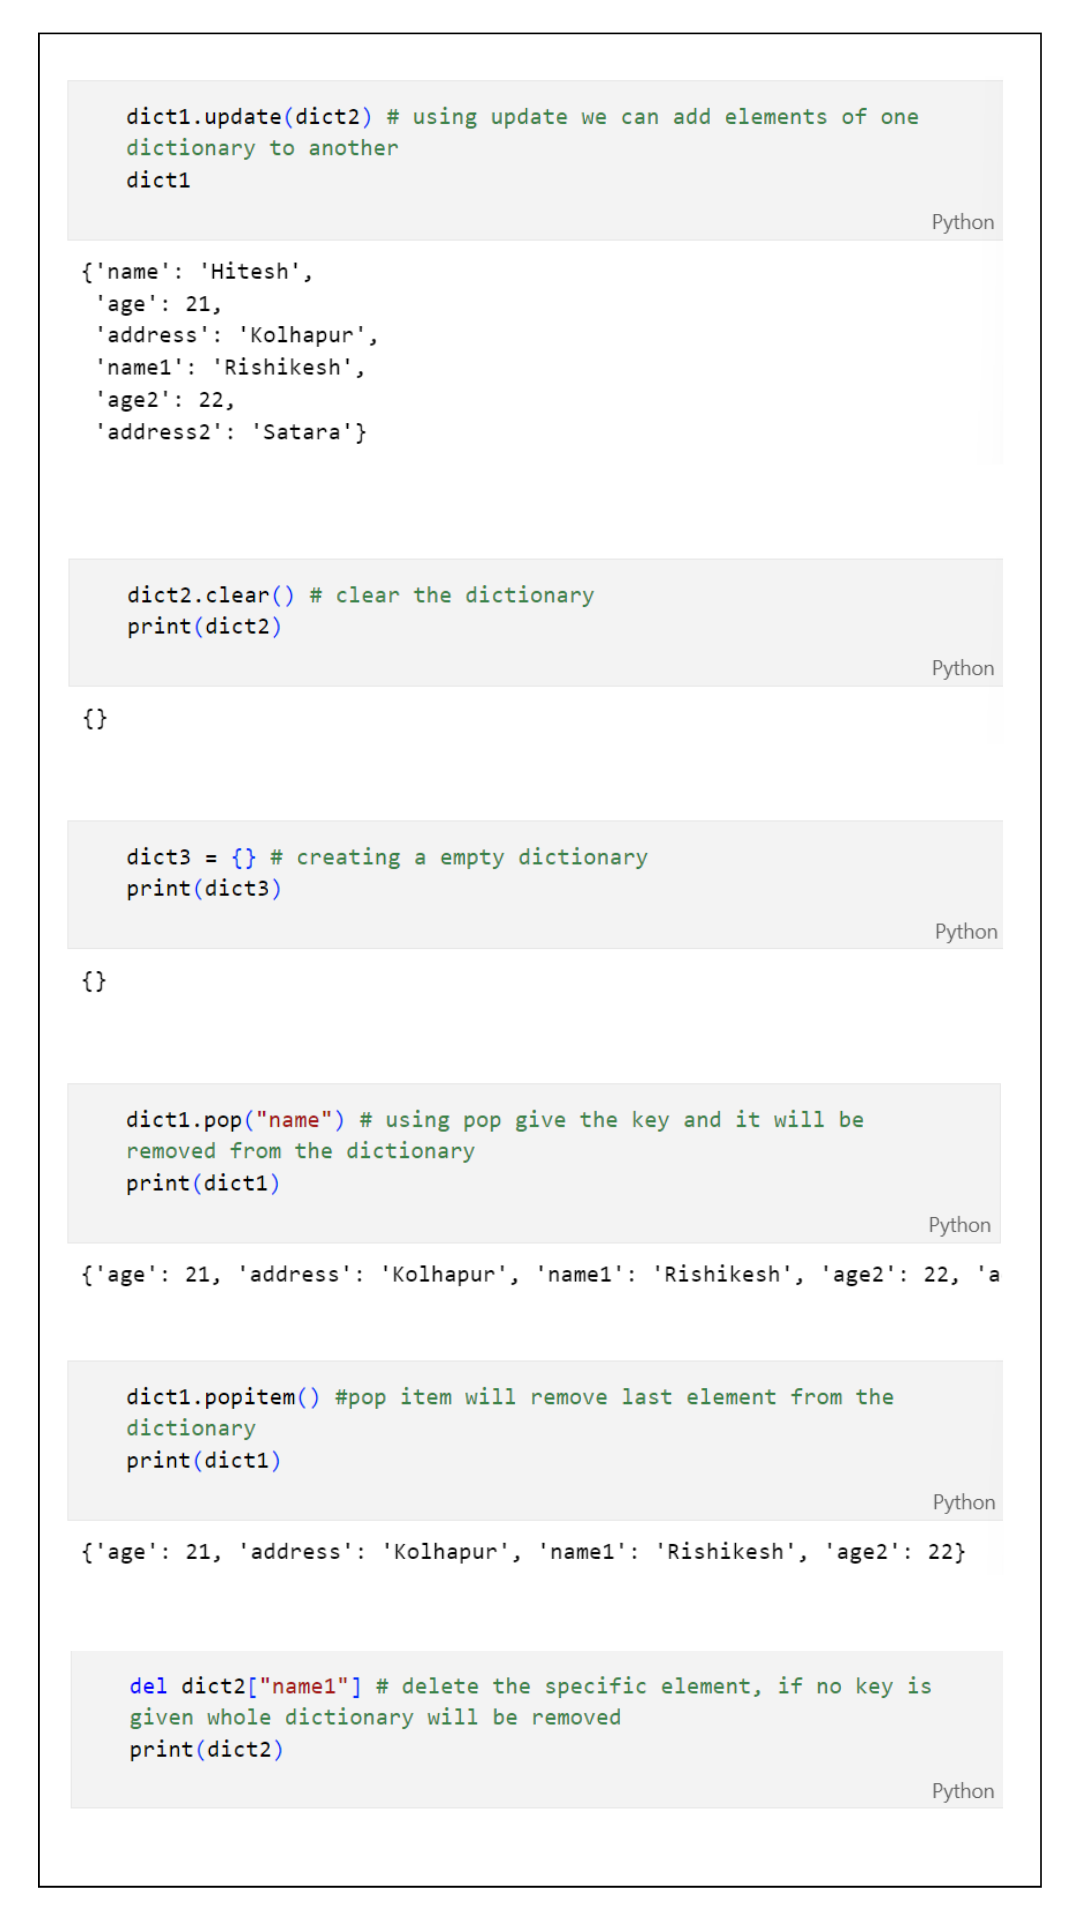 dict1.update(dict2) # using update we can add elements of one
dictionary to another
dict1
Python
{'name': 'Hitesh',
 'age': 21,
 'address': 'Kolhapur',
 'name1': 'Rishikesh',
 'age2': 22,
 'address2': 'Satara'}
dict2.clear() # clear the dictionary
print(dict2)
Python
{}
dict3 = {} # creating a empty dictionary
print(dict3)
Python
{}
dict1.pop("name") # using pop give the key and it will be
removed from the dictionary
print(dict1)
Python
{'age': 21, 'address': 'Kolhapur', 'name1': 'Rishikesh', 'age2': 22, 'a
dict1.popitem() #pop item will remove last element from the
dictionary
print(dict1)
Python
{'age': 21, 'address': 'Kolhapur', 'name1': 'Rishikesh', 'age2': 22}
del dict2["name1"] # delete the specific element, if no key is
given whole dictionary will be removed
print(dict2)
Python